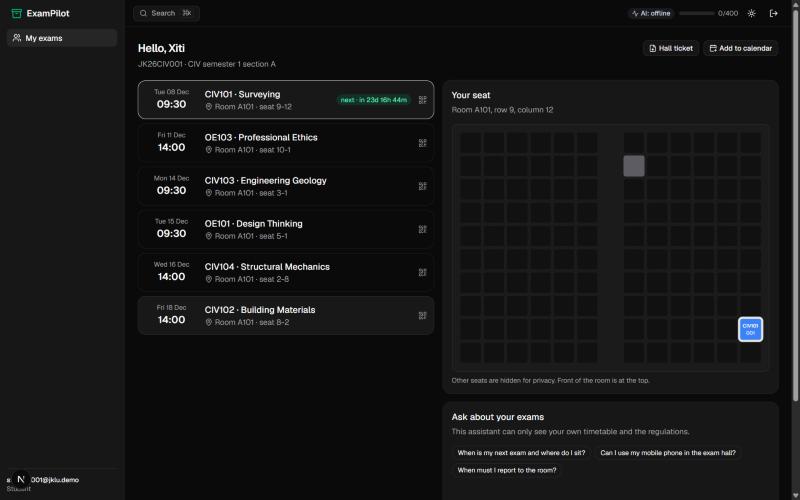 ExamPilot
Search ⌘K
AI: offline
0/400
My exams
Hello, Xiti
JK26CIV001 · CIV semester 1 section A
Hall ticket
Add to calendar
Tue 08 Dec
09:30
CIV101 · Surveying
Room A101 · seat 9-12
next · in 23d 16h 44m
Fri 11 Dec
14:00
OE103 · Professional Ethics
Room A101 · seat 10-1
Mon 14 Dec
09:30
CIV103 · Engineering Geology
Room A101 · seat 3-1
Tue 15 Dec
09:30
OE101 · Design Thinking
Room A101 · seat 5-1
Wed 16 Dec
14:00
CIV104 · Structural Mechanics
Room A101 · seat 2-8
Fri 18 Dec
14:00
CIV102 · Building Materials
Room A101 · seat 8-2
Your seat
Room A101, row 9, column 12
CIV101
001
Other seats are hidden for privacy. Front of the room is at the top.
Ask about your exams
This assistant can only see your own timetable and the regulations.
When is my next exam and where do I sit?
Can I use my mobile phone in the exam hall?
When must I report to the room?
N
001@jklu.demo
Student